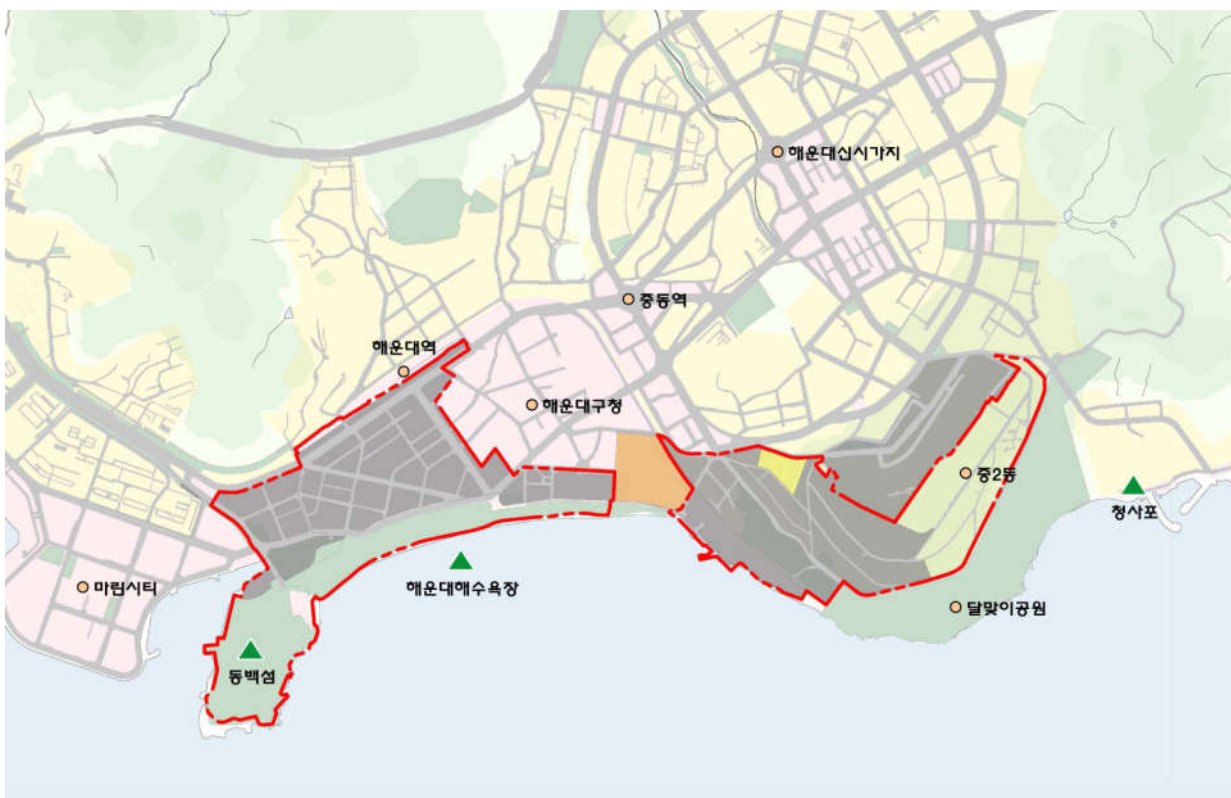 해운대신시가지
중동역
해운대역
해운대구청
중2동
청사포
마린시티
해운대해수욕장
달맞이공원
동백섬